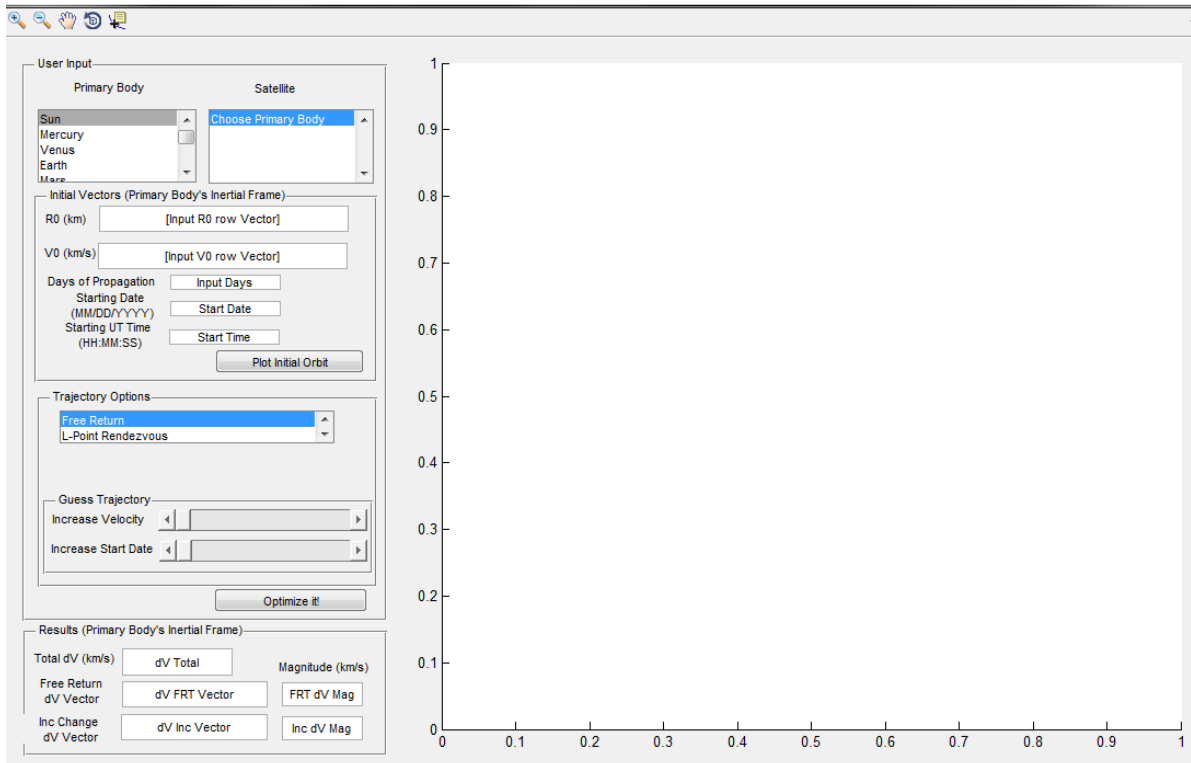 User Input
Primary Body
Satellite
Sun
Mercury
Venus
Earth
Mars
Choose Primary Body
Initial Vectors (Primary Body's Inertial Frame)
R0 (km)
[Input R0 row Vector]
V0 (km/s)
[Input V0 row Vector]
Days of Propagation
Input Days
Starting Date
(MM/DD/YYYY)
Start Date
Starting UT Time
(HH:MM:SS)
Start Time
Plot Initial Orbit
Trajectory Options
Free Return
L-Point Rendezvous
Guess Trajectory
Increase Velocity
Increase Start Date
Optimize it!
Results (Primary Body's Inertial Frame)
Total dV (km/s)
dV Total
Magnitude (km/s)
Free Return
dV Vector
dV FRT Vector
FRT dV Mag
Inc Change
dV Vector
dV Inc Vector
Inc dV Mag
1
0.9
0.8
0.7
0.6
0.5
0.4
0.3
0.2
0.1
0
0 0.1 0.2 0.3 0.4 0.5 0.6 0.7 0.8 0.9 1